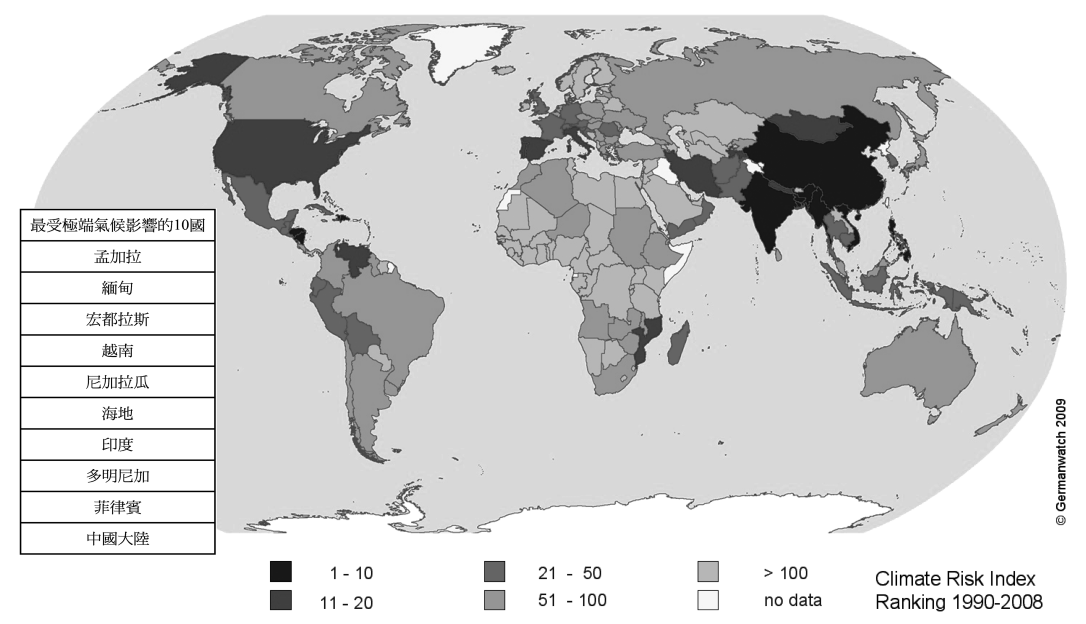 最受極端氣候影響的10國
孟加拉
緬甸
宏都拉斯
越南
尼加拉瓜
海地
印度
多明尼加
菲律賓
中國大陸
© Germanwatch 2009
1 - 10
11 - 20
21 - 50
51 - 100
> 100
no data
Climate Risk Index
Ranking 1990-2008